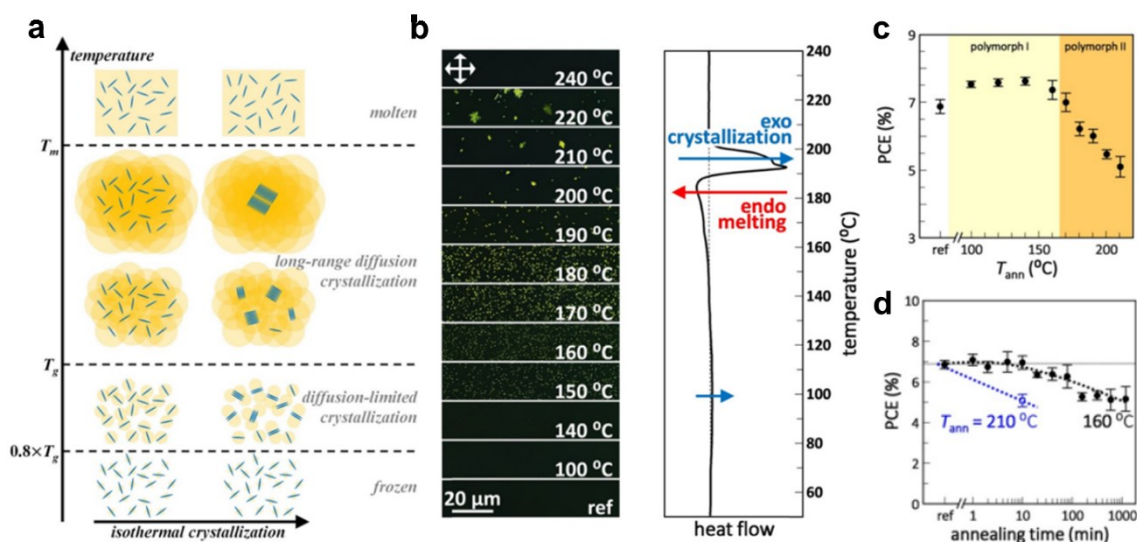 a
temperature
molten
Tm
long-range diffusion
crystallization
Tg
diffusion-limited
crystallization
0.8×Tg
frozen
isothermal crystallization
b
240 °C
220 °C
210 °C
200 °C
190 °C
180 °C
170 °C
160 °C
150 °C
140 °C
100 °C
20 μm
ref
exo
crystallization
endo
melting
240
220
200
180
160
140
120
100
80
60
temperature (°C)
heat flow
c
polymorph I
polymorph II
9
7
5
3
PCE (%)
ref
100
150
200
Tann (°C)
d
10
8
6
4
2
0
PCE (%)
Tann = 210 °C
160 °C
ref
1
10
100
1000
annealing time (min)